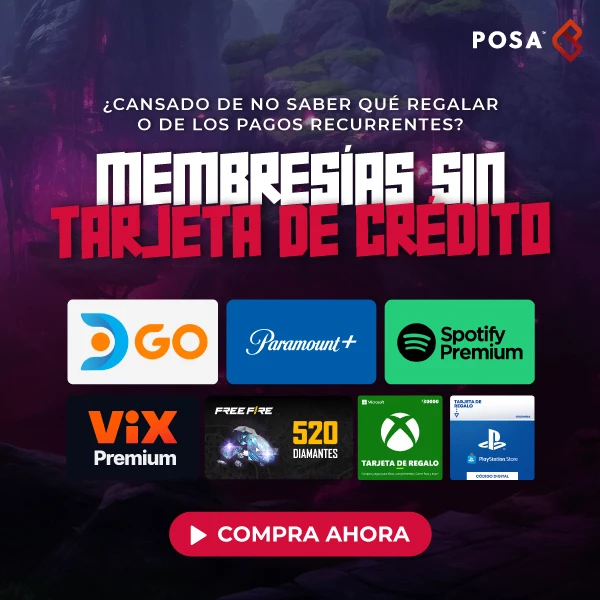 POSA
¿CANSADO DE NO SABER QUÉ REGALAR
O DE LOS PAGOS RECURRENTES?
MEMBRESÍAS SIN
TARJETA DE CRÉDITO
DGO
Paramount+
Spotify
Premium
ViX
Premium
FREE FIRE
520
DIAMANTES
Microsoft
TARJETA DE REGALO
TARJETA DE
REGALO
PlayStation Store
CÓDIGO DIGITAL
COMPRA AHORA